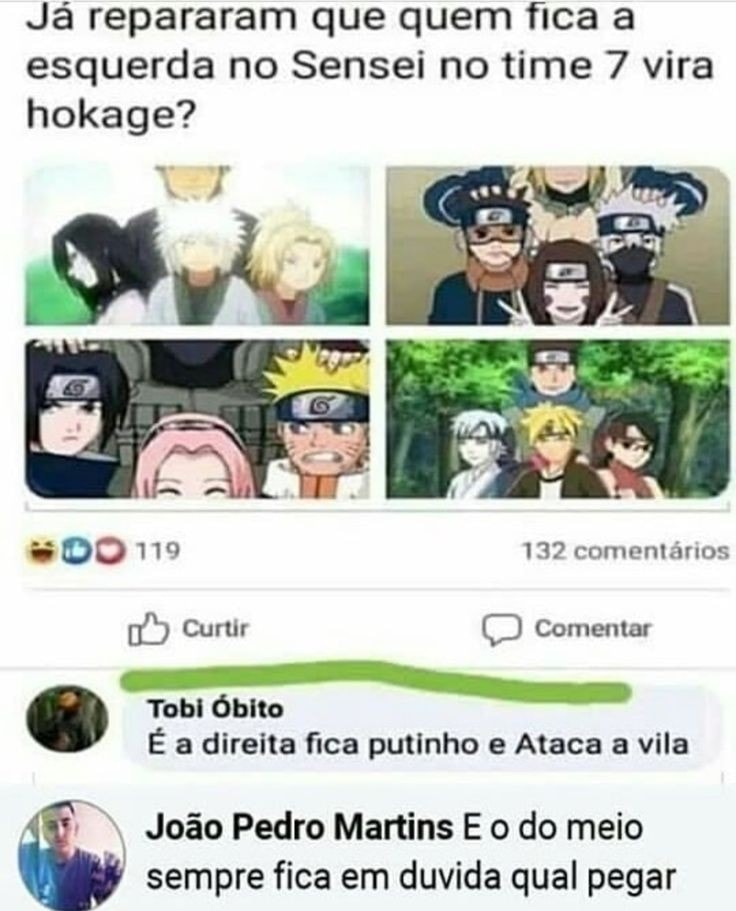 Já repararam que quem fica a
esquerda no Sensei no time 7 vira
hokage?
119
132 comentários
Curtir
Comentar
Tobi Óbito
É a direita fica putinho e Ataca a vila
João Pedro Martins E o do meio
sempre fica em duvida qual pegar